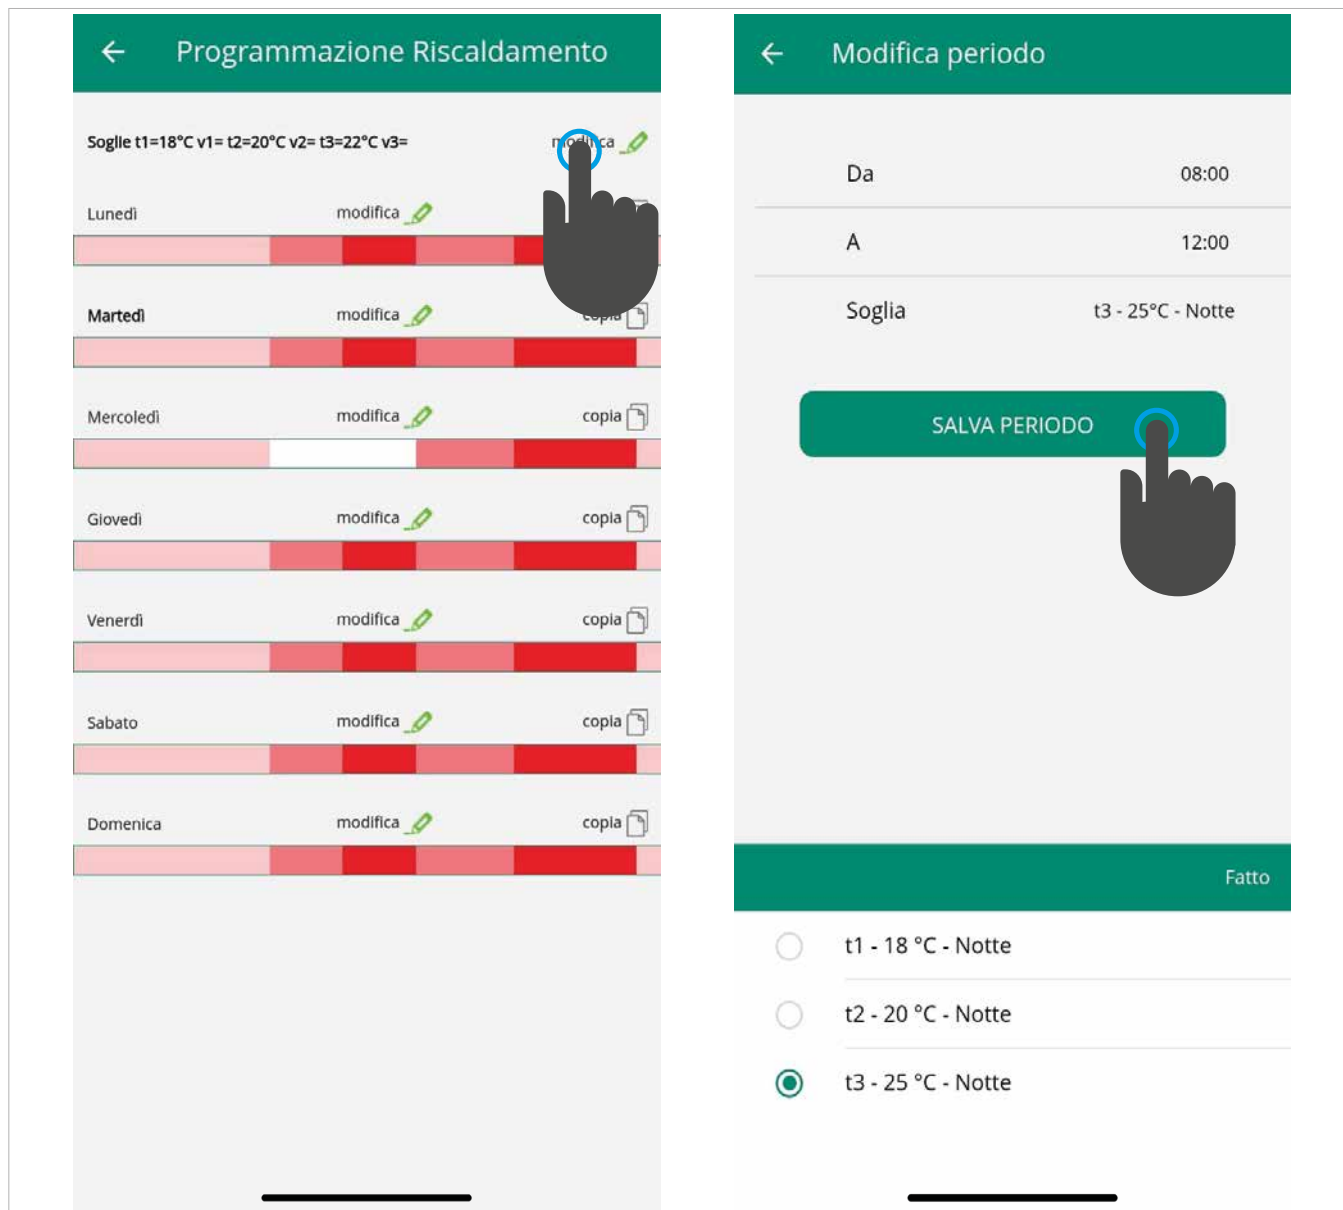 Programmazione Riscaldamento
Soglie t1=18°C v1= t2=20°C v2= t3=22°C v3= modifica
Lunedì modifica
Martedì modifica copia
Mercoledì modifica copia
Giovedì modifica copia
Venerdì modifica copia
Sabato modifica copia
Domenica modifica copia
Modifica periodo
Da 08:00
A 12:00
Soglia t3 - 25°C - Notte
SALVA PERIODO
Fatto
t1 - 18 °C - Notte
t2 - 20 °C - Notte
t3 - 25 °C - Notte